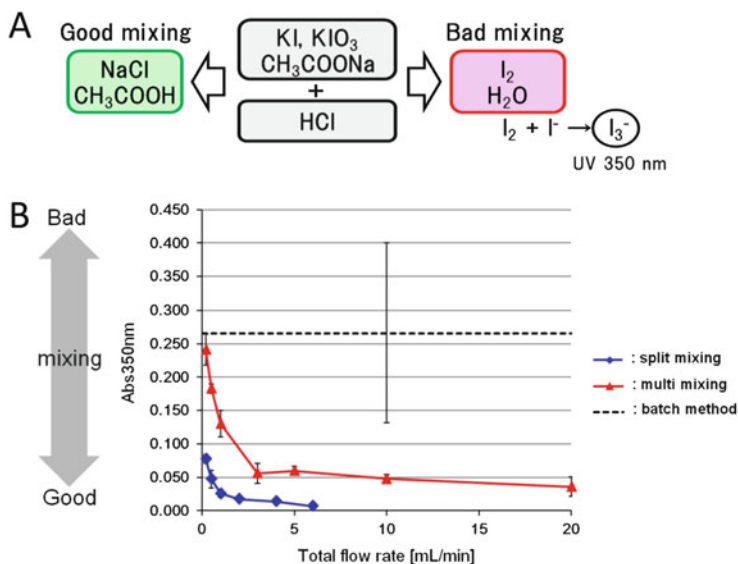 A
Good mixing
NaCl
CH₃COOH
KI, KIO₃
CH₃COONa
+
HCl
Bad mixing
I₂
H₂O
I₂ + I⁻ → I₃⁻
UV 350 nm
B
Bad
mixing
Good
Abs350nm
0.450
0.400
0.350
0.300
0.250
0.200
0.150
0.100
0.050
0.000
0
5
10
15
20
Total flow rate [mL/min]
: split mixing
: multi mixing
: batch method